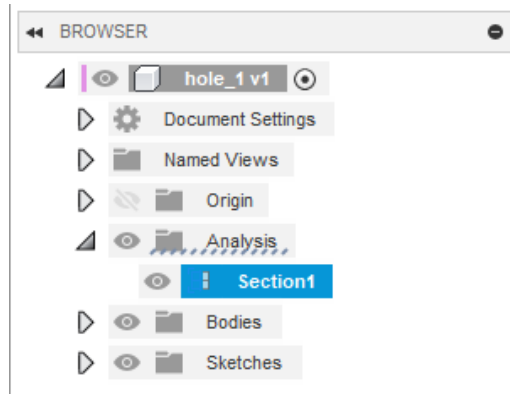 BROWSER
hole_1 v1
Document Settings
Named Views
Origin
Analysis
Section1
Bodies
Sketches